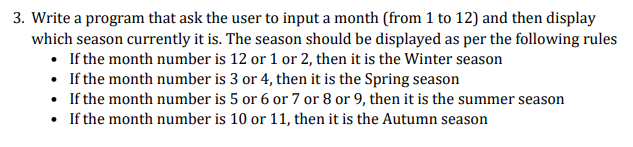 3. Write a program that ask the user to input a month (from 1 to 12) and then display
which season currently it is. The season should be displayed as per the following rules
• If the month number is 12 or 1 or 2, then it is the Winter season
• If the month number is 3 or 4, then it is the Spring season
• If the month number is 5 or 6 or 7 or 8 or 9, then it is the summer season
• If the month number is 10 or 11, then it is the Autumn season